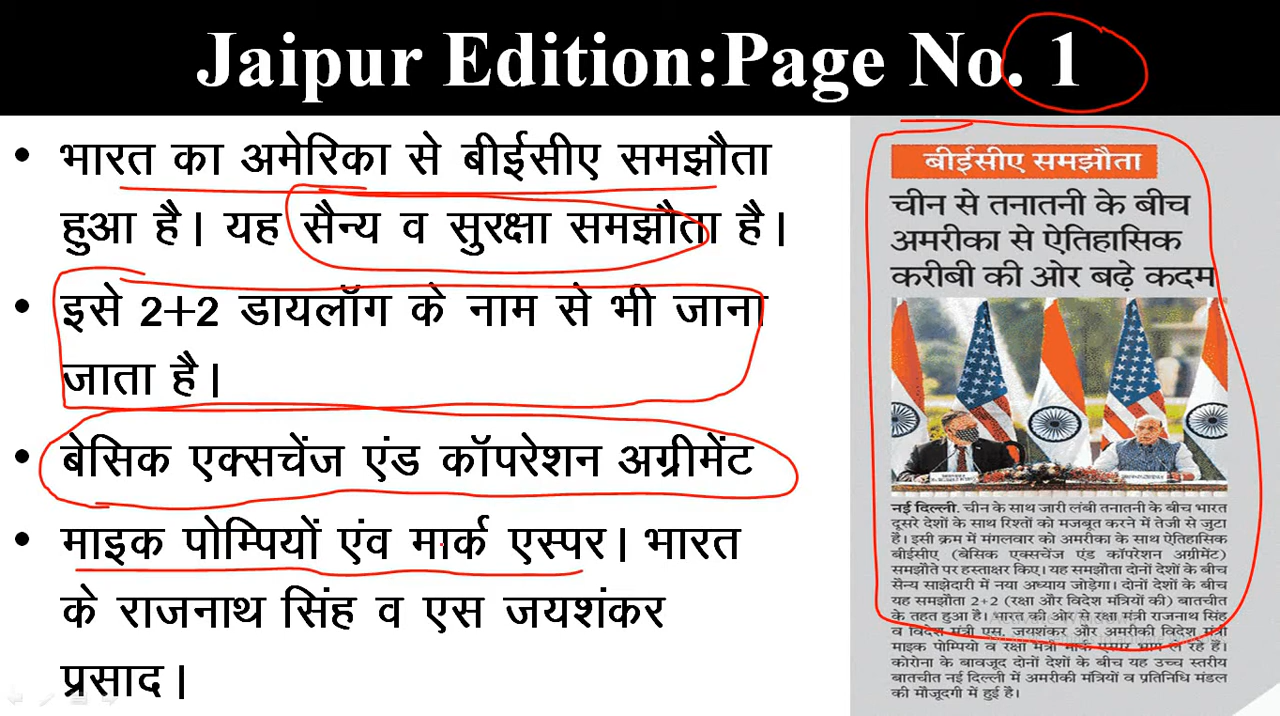 Jaipur Edition:Page No. 1
• भारत का अमेरिका से बीईसीए समझौता
हुआ है। यह सैन्य व सुरक्षा समझौता है।
• इसे 2+2 डायलॉग के नाम से भी जाना
जाता है।
• बेसिक एक्सचेंज एंड कॉपरेशन अग्रीमेंट
• माइक पोम्पियों एंव मार्क एस्पर। भारत
के राजनाथ सिंह व एस जयशंकर
प्रसाद।
बीईसीए समझौता
चीन से तनातनी के बीच
अमरीका से ऐतिहासिक
करीबी की ओर बढ़े कदम
नई दिल्ली. चीन के साथ जारी लंबी तनातनी के बीच भारत
दूसरे देशों के साथ रिश्तों को मजबूत करने में तेजी से जुटा
है। इसी क्रम में मंगलवार को अमरीका के साथ ऐतिहासिक
बीईसीए (बेसिक एक्सचेंज एंड कॉपरेशन अग्रीमेंट)
समझौते पर हस्ताक्षर किए। यह समझौता दोनों देशों के बीच
सैन्य साझेदारी में नया अध्याय जोड़ेगा। दोनों देशों के बीच
यह समझौता 2+2 (रक्षा और विदेश मंत्रियों की) बातचीत
के तहत हुआ है। भारत की ओर से रक्षा मंत्री राजनाथ सिंह
व विदेश मंत्री एस. जयशंकर और अमरीकी विदेश मंत्री
माइक पोम्पियो व रक्षा मंत्री मार्क एस्पर भाग ले रहे हैं।
कोरोना के बावजूद दोनों देशों के बीच यह उच्च स्तरीय
बातचीत नई दिल्ली में अमरीकी मंत्रियों व प्रतिनिधि मंडल
की मौजूदगी में हुई है।